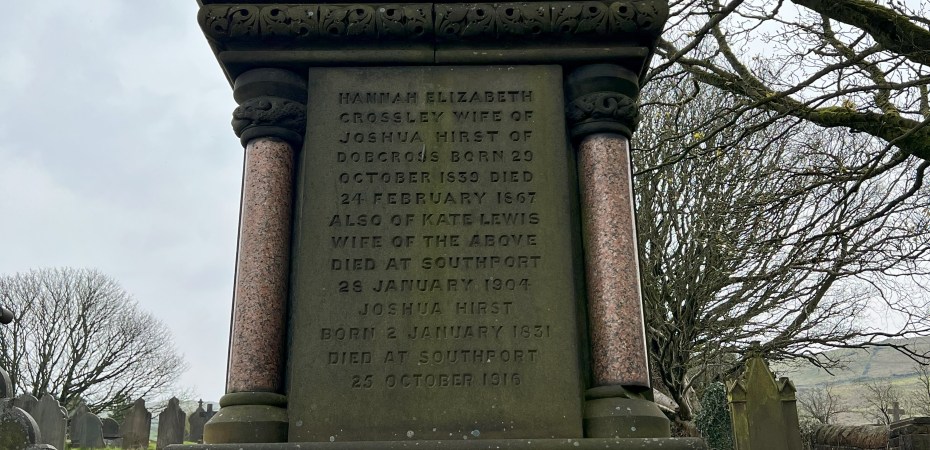 HANNAH ELIZABETH
CROSSLEY WIFE OF
JOSHUA HIRST OF
DOBCROSS BORN 29
OCTOBER 1839 DIED
24 FEBRUARY 1867
ALSO OF KATE LEWIS
WIFE OF THE ABOVE
DIED AT SOUTHPORT
28 JANUARY 1904
JOSHUA HIRST
BORN 2 JANUARY 1831
DIED AT SOUTHPORT
25 OCTOBER 1916